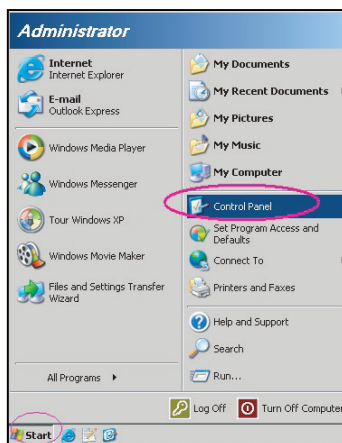 Administrator
Internet
Internet Explorer
E-mail
Outlook Express
Windows Media Player
Windows Messenger
Tour Windows XP
Windows Movie Maker
Files and Settings Transfer
Wizard
All Programs
My Documents
My Recent Documents
My Pictures
My Music
My Computer
Control Panel
Set Program Access and
Defaults
Connect To
Printers and Faxes
Help and Support
Search
Run...
Log Off
Turn Off Computer
Start